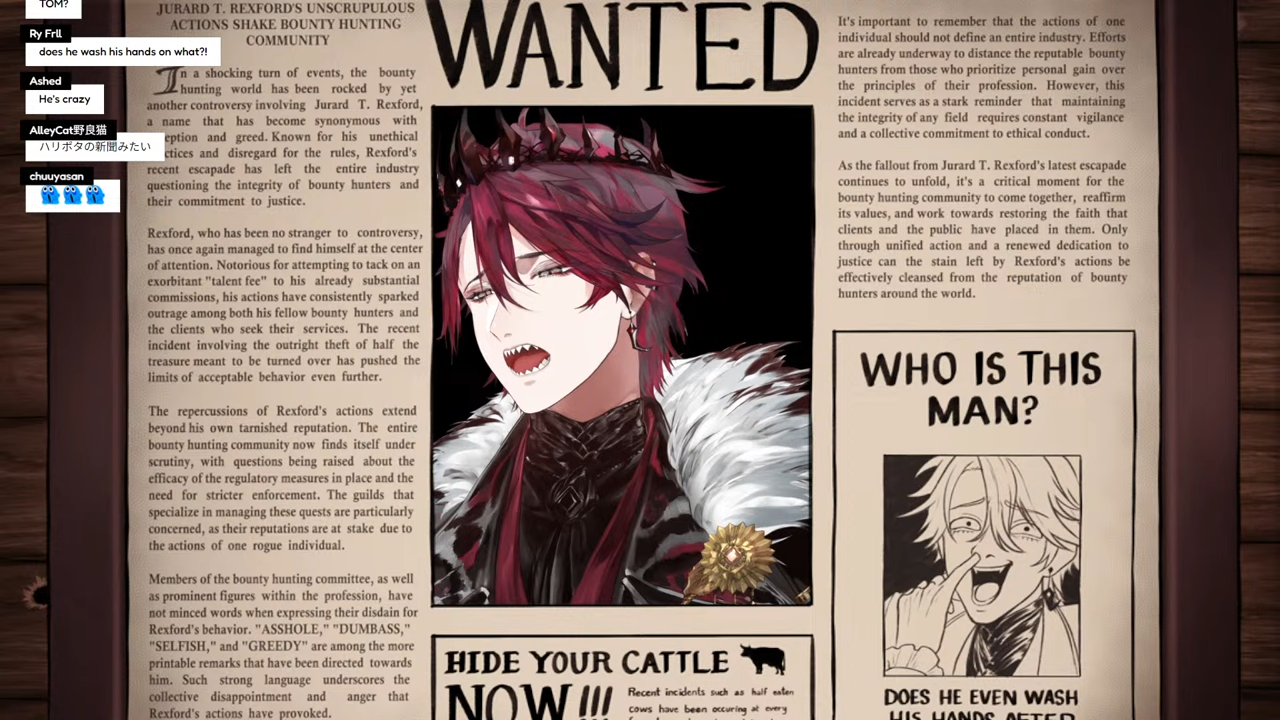 TOM?
Ry Frll
does he wash his hands on what?!
Ashed
He's crazy
AlleyCat野良猫
ハリポタの新聞みたい
chuuyasan
JURARD T. REXFORD'S UNSCRUPULOUS
ACTIONS SHAKE BOUNTY HUNTING
COMMUNITY
In a shocking turn of events, the bounty
hunting world has been rocked by yet
another controversy involving Jurard T. Rexford,
a name that has become synonymous with
eption and greed. Known for his unethical
ctices and disregard for the rules, Rexford's
recent escapade has left the entire industry
questioning the integrity of bounty hunters and
their commitment to justice.
Rexford, who has been no stranger to controversy,
has once again managed to find himself at the center
of attention. Notorious for attempting to tack on an
exorbitant "talent fee" to his already substantial
commissions, his actions have consistently sparked
outrage among both his fellow bounty hunters and
the clients who seek their services. The recent
incident involving the outright theft of half the
treasure meant to be turned over has pushed the
limits of acceptable behavior even further.
The repercussions of Rexford's actions extend
beyond his own tarnished reputation. The entire
bounty hunting community now finds itself under
scrutiny, with questions being raised about the
efficacy of the regulatory measures in place and the
need for stricter enforcement. The guilds that
specialize in managing these quests are particularly
concerned, as their reputations are at stake due to
the actions of one rogue individual.
Members of the bounty hunting committee, as well
as prominent figures within the profession, have
not minced words when expressing their disdain for
Rexford's behavior. "ASSHOLE," "DUMBASS,"
"SELFISH," and "GREEDY" are among the more
printable remarks that have been directed towards
him. Such strong language underscores the
collective disappointment and anger that
Rexford's actions have provoked.
WANTED
HIDE YOUR CATTLE
NOW!!!
Recent incidents such as half eaten
cows have been occuring at every
It's important to remember that the actions of one
individual should not define an entire industry. Efforts
are already underway to distance the reputable bounty
hunters from those who prioritize personal gain over
the principles of their profession. However, this
incident serves as a stark reminder that maintaining
the integrity of any field requires constant vigilance
and a collective commitment to ethical conduct.
As the fallout from Jurard T. Rexford's latest escapade
continues to unfold, it's a critical moment for the
bounty hunting community to come together, reaffirm
its values, and work towards restoring the faith that
clients and the public have placed in them. Only
through unified action and a renewed dedication to
justice can the stain left by Rexford's actions be
effectively cleansed from the reputation of bounty
hunters around the world.
WHO IS THIS
MAN?
DOES HE EVEN WASH
HIS HANDS AFTER